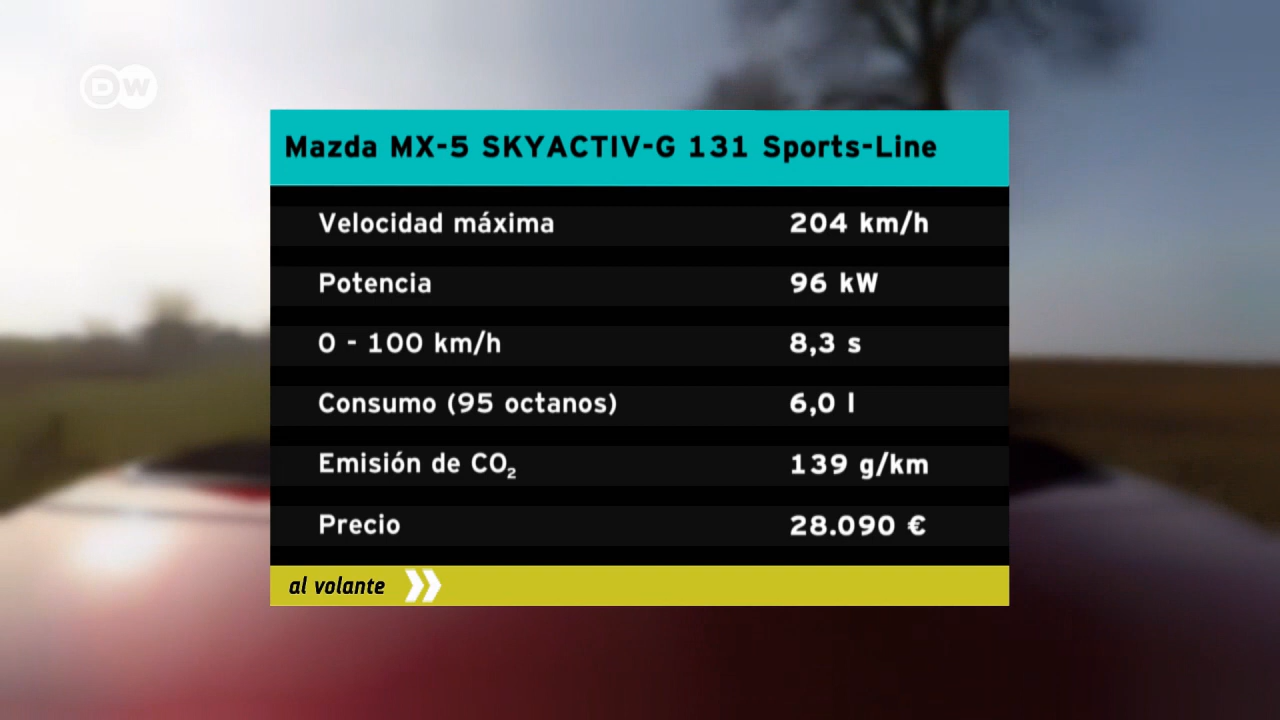 DW
Mazda MX-5 SKYACTIV-G 131 Sports-Line
Velocidad máxima 204 km/h
Potencia 96 kW
0 - 100 km/h 8,3 s
Consumo (95 octanos) 6,0 l
Emisión de CO₂ 139 g/km
Precio 28.090 €
al volante